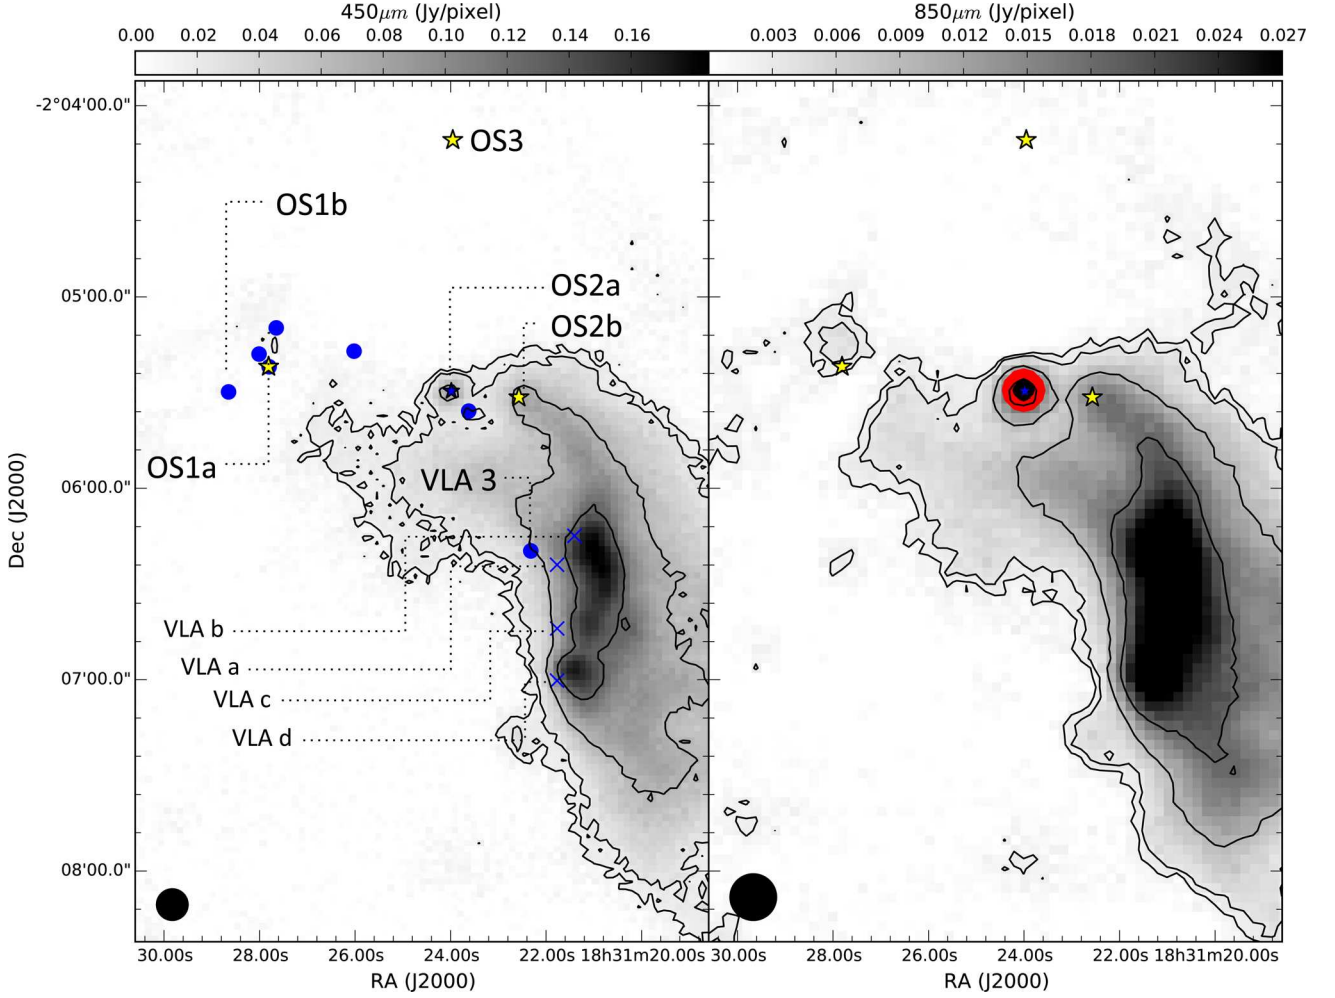 450μm (Jy/pixel)
850μm (Jy/pixel)
0.00 0.02 0.04 0.06 0.08 0.10 0.12 0.14 0.16
0.003 0.006 0.009 0.012 0.015 0.018 0.021 0.024 0.027
-2°04'00.0"
OS3
OS1b
05'00.0"
OS2a
OS2b
OS1a
VLA 3
06'00.0"
Dec (J2000)
VLA b
VLA a
07'00.0"
VLA c
VLA d
08'00.0"
30.00s 28.00s 26.00s 24.00s 22.00s 18h31m20.00s
30.00s 28.00s 26.00s 24.00s 22.00s 18h31m20.00s
RA (J2000)
RA (J2000)